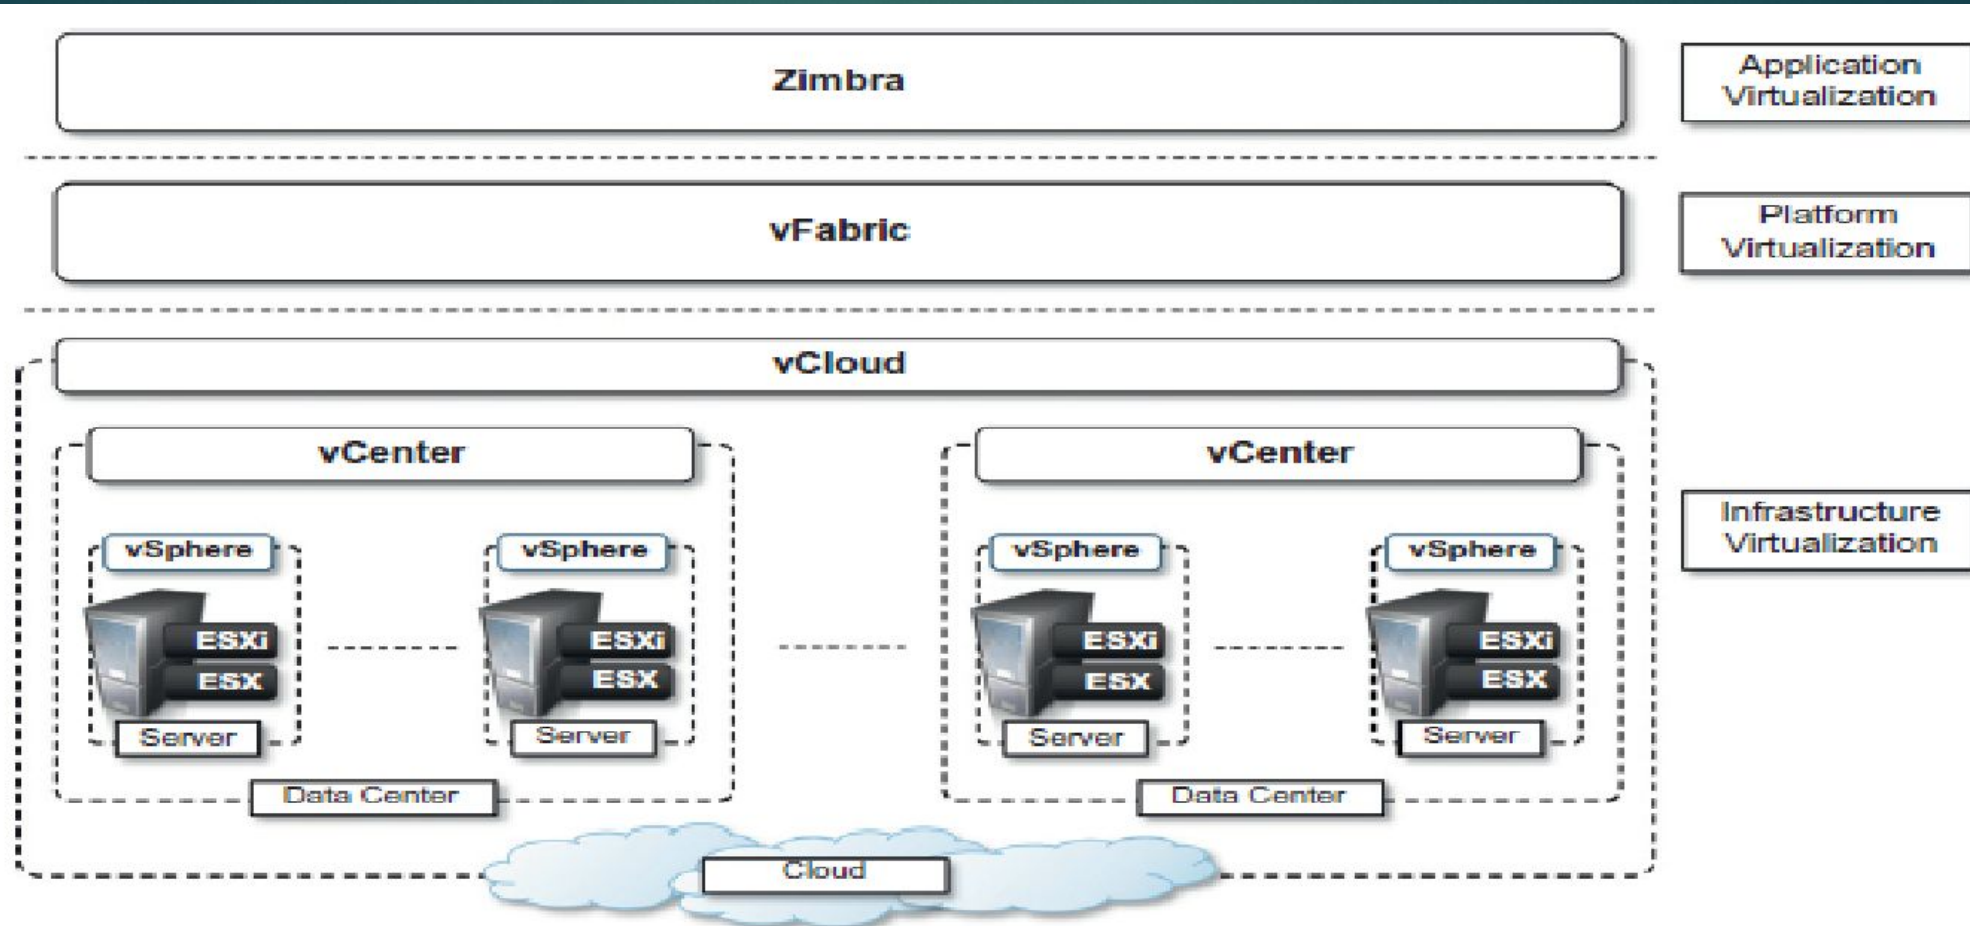 Zimbra
Application
Virtualization
vFabric
Platform
Virtualization
vCloud
vCenter
vCenter
Infrastructure
Virtualization
vSphere
vSphere
vSphere
vSphere
ESXi
ESXi
ESXi
ESXi
ESX
ESX
ESX
ESX
Server
Server
Server
Server
Data Center
Data Center
Cloud